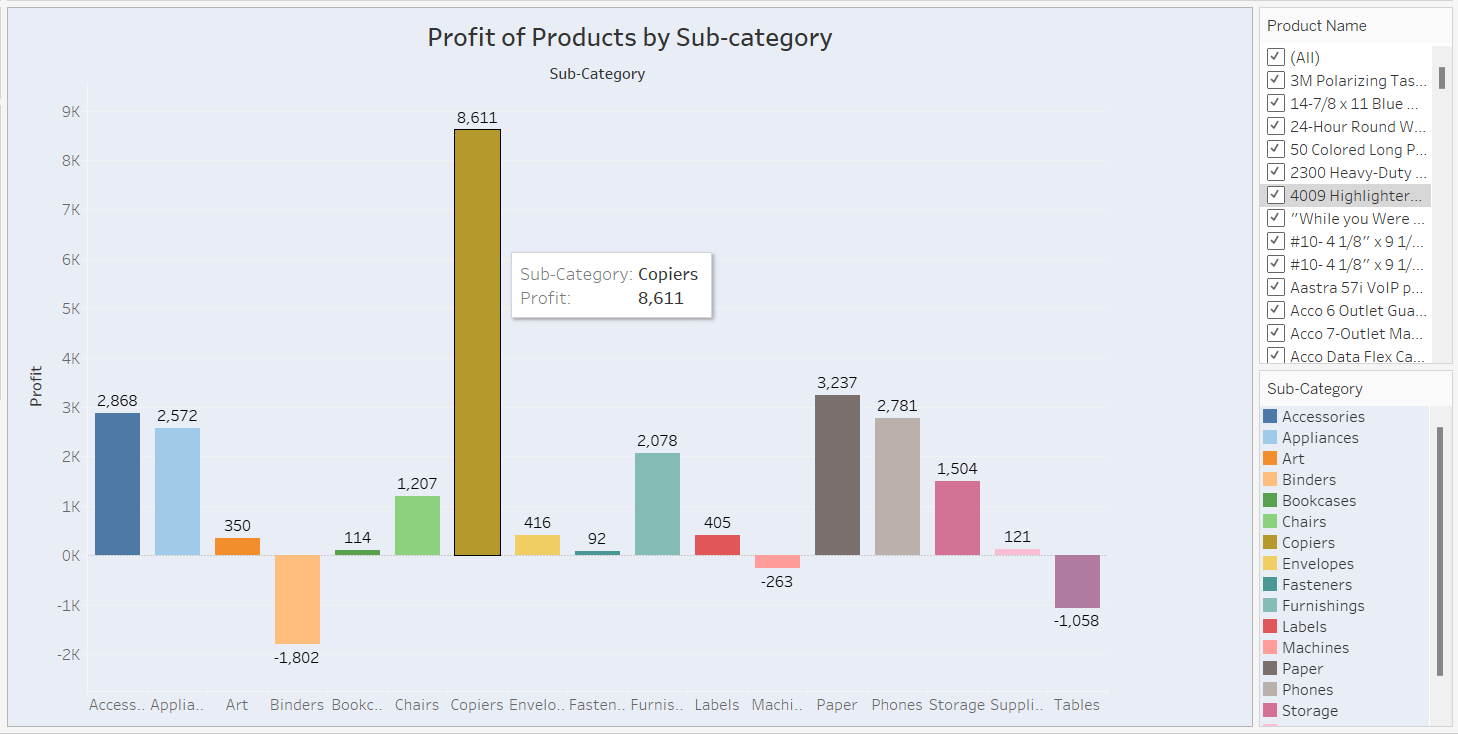 Profit of Products by Sub-category
Sub-Category
9K
8K
7K
6K
5K
4K
3K
2K
1K
0K
-1K
-2K
Profit
2,868
2,572
350
-1,802
114
1,207
8,611
416
92
2,078
405
-263
3,237
2,781
1,504
121
-1,058
Sub-Category: Copiers
Profit: 8,611
Access.. Applia.. Art Binders Bookc.. Chairs Copiers Envelo.. Fasten.. Furnis.. Labels Machi.. Paper Phones Storage Suppli.. Tables
Product Name
(All)
3M Polarizing Tas...
14-7/8 x 11 Blue ...
24-Hour Round W...
50 Colored Long P...
2300 Heavy-Duty ...
4009 Highlighter...
"While you Were ...
#10- 4 1/8" x 9 1/...
#10- 4 1/8" x 9 1/...
Aastra 57i VoIP p...
Acco 6 Outlet Gua...
Acco 7-Outlet Ma...
Acco Data Flex Ca...
Sub-Category
Accessories
Appliances
Art
Binders
Bookcases
Chairs
Copiers
Envelopes
Fasteners
Furnishings
Labels
Machines
Paper
Phones
Storage